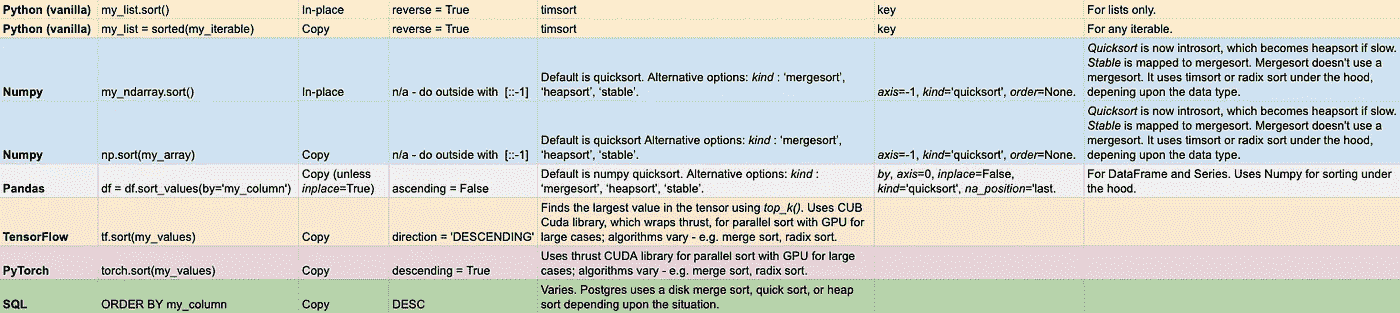 Python (vanilla) my_list.sort() In-place reverse = True timsort key For lists only.
Python (vanilla) my_list = sorted(my_iterable) Copy reverse = True timsort key For any iterable.
Quicksort is now introsort, which becomes heapsort if slow.
Stable is mapped to mergesort. Mergesort doesn't use a
Default is quicksort. Alternative options: kind : 'mergesort', mergesort. It uses timsort or radix sort under the hood,
Numpy my_ndarray.sort() In-place n/a - do outside with [::-1] 'heapsort', 'stable'. axis=-1, kind='quicksort', order=None. depening upon the data type.
Quicksort is now introsort, which becomes heapsort if slow.
Stable is mapped to mergesort. Mergesort doesn't use a
Default is quicksort Alternative options: kind : 'mergesort', mergesort. It uses timsort or radix sort under the hood,
Numpy np.sort(my_array) Copy n/a - do outside with [::-1] 'heapsort', 'stable'. axis=-1, kind='quicksort', order=None. depening upon the data type.
Copy (unless Default is numpy quicksort. Alternative options: kind : by, axis=0, inplace=False, For DataFrame and Series. Uses Numpy for sorting under
Pandas df = df.sort_values(by='my_column') inplace=True) ascending = False 'mergesort', 'heapsort', 'stable'. kind='quicksort', na_position='last. the hood.
Finds the largest value in the tensor using top_k(). Uses CUB
Cuda library, which wraps thrust, for parallel sort with GPU for
TensorFlow tf.sort(my_values) Copy direction = 'DESCENDING' large cases; algorithms vary - e.g. merge sort, radix sort.
Uses thrust CUDA library for parallel sort with GPU for large
PyTorch torch.sort(my_values) Copy descending = True cases; algorithms vary - e.g. merge sort, radix sort.
Varies. Postgres uses a disk merge sort, quick sort, or heap
SQL ORDER BY my_column Copy DESC sort depending upon the situation.